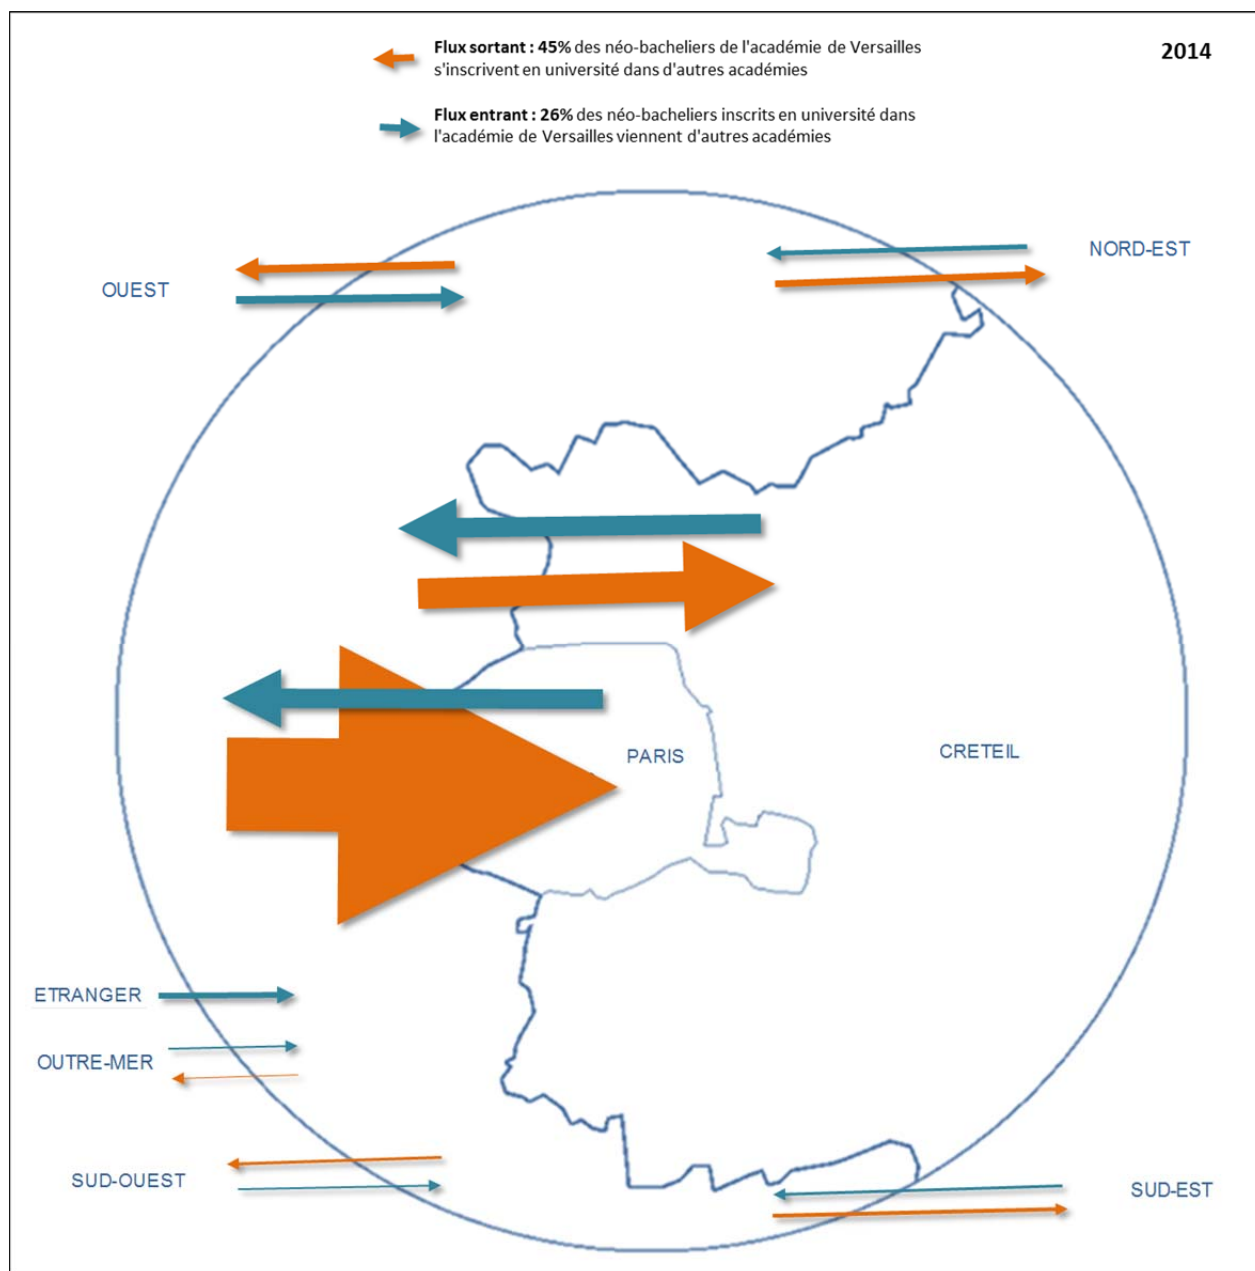 Flux sortant : 45% des néo-bacheliers de l'académie de Versailles
s'inscrivent en université dans d'autres académies
2014
Flux entrant : 26% des néo-bacheliers inscrits en université dans
l'académie de Versailles viennent d'autres académies
NORD-EST
OUEST
PARIS
CRETEIL
ETRANGER
OUTRE-MER
SUD-OUEST
SUD-EST